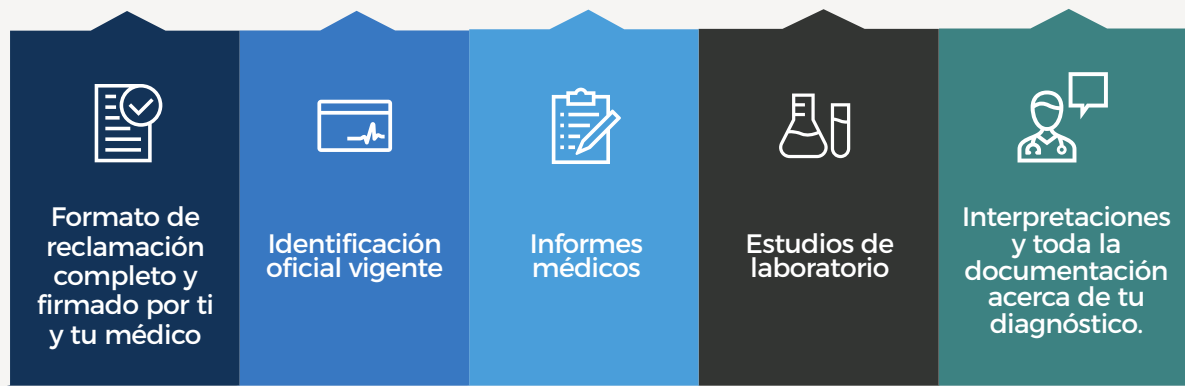 Formato de
reclamación
completo y
firmado por ti
y tu médico
Identificación
oficial vigente
Informes
médicos
Estudios de
laboratorio
Interpretaciones
y toda la
documentación
acerca de tu
diagnóstico.